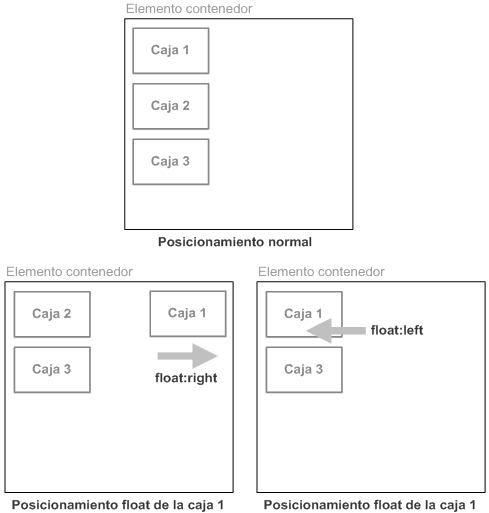 Elemento contenedor
Caja 1
Caja 2
Caja 3
Posicionamiento normal
Elemento contenedor
Caja 2
Caja 1
Caja 3
float:right
Posicionamiento float de la caja 1
Elemento contenedor
Caja 1
float:left
Caja 3
Posicionamiento float de la caja 1